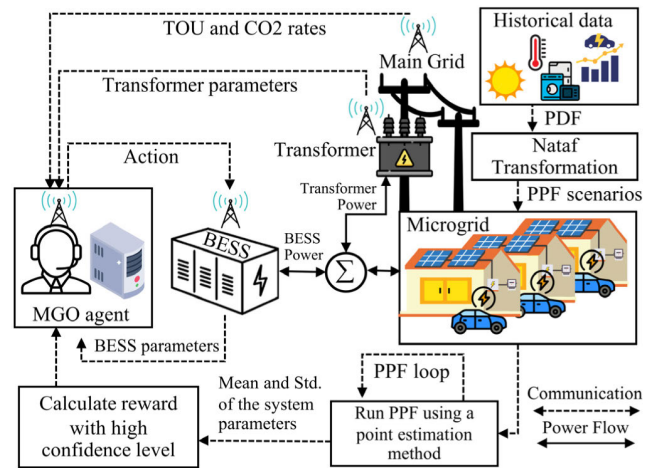 TOU and CO2 rates
Historical data
Main Grid
Transformer parameters
PDF
Action
Transformer
Nataf
Transformation
Transformer
Power
PPF scenarios
Microgrid
BESS
BESS
Power
Σ
MGO agent
BESS parameters
PPF loop
Mean and Std.
of the system
parameters
Calculate reward
with high
confidence level
Run PPF using a
point estimation
method
Communication
Power Flow